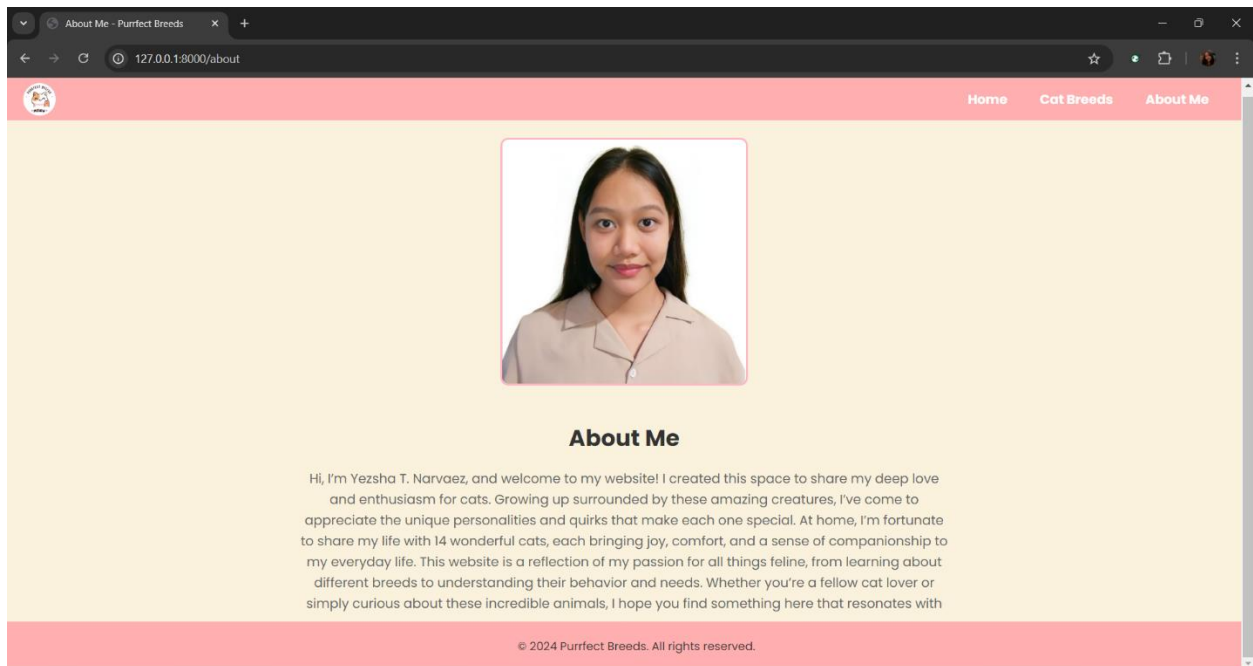 About Me - Purrfect Breeds
127.0.0.1:8000/about
Home Cat Breeds About Me
About Me
Hi, I'm Yezsha T. Narvaez, and welcome to my website! I created this space to share my deep love
and enthusiasm for cats. Growing up surrounded by these amazing creatures, I've come to
appreciate the unique personalities and quirks that make each one special. At home, I'm fortunate
to share my life with 14 wonderful cats, each bringing joy, comfort, and a sense of companionship to
my everyday life. This website is a reflection of my passion for all things feline, from learning about
different breeds to understanding their behavior and needs. Whether you're a fellow cat lover or
simply curious about these incredible animals, I hope you find something here that resonates with
© 2024 Purrfect Breeds. All rights reserved.